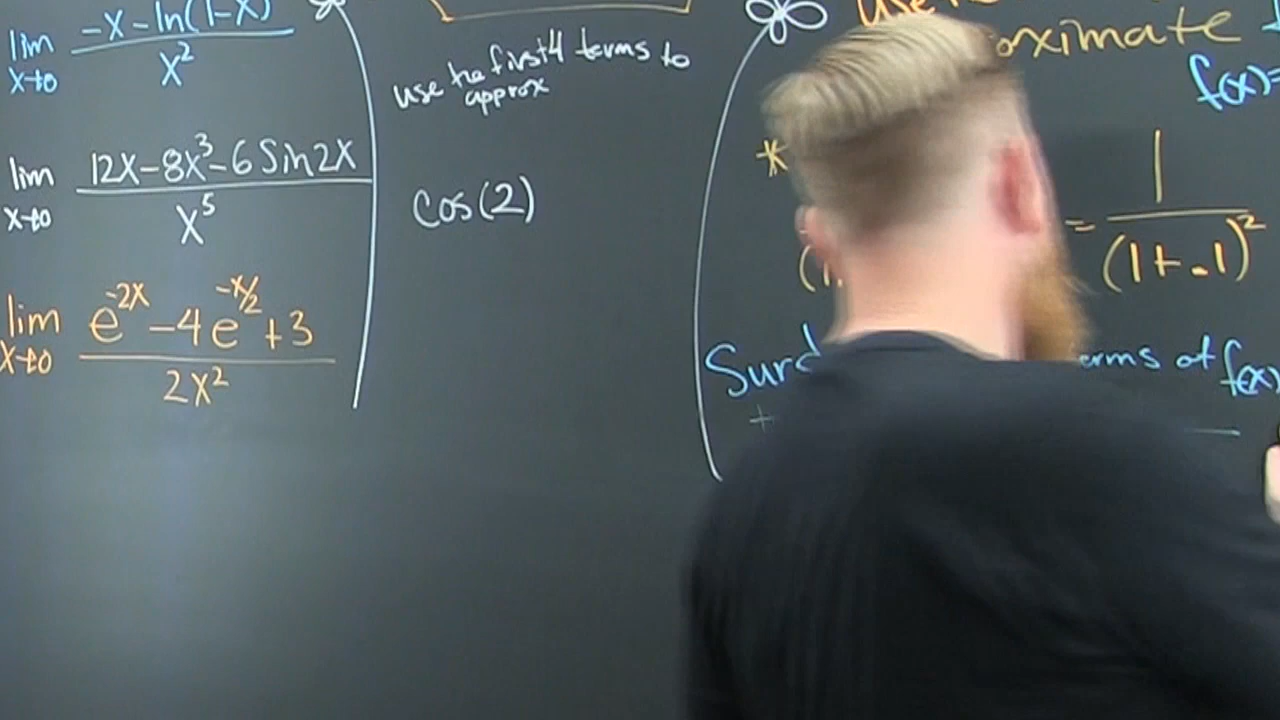 lim x→0 (-x - ln(1-x)) / x²
lim x→0 (12x - 8x³ - 6 Sin 2x) / x⁵
lim x→0 (e^(-2x) - 4e^(-x/2) + 3) / 2x²
use the first 4 terms to
approx
Cos(2)
use
oximate
f(x)=
*
= 1 / (1+.1)²
erms of f(x)
+